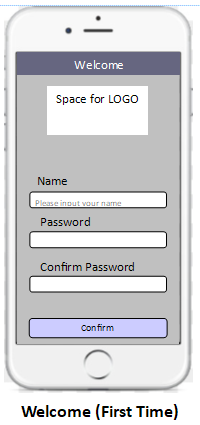 Welcome
Space for LOGO
Name
Please input your name
Password
Confirm Password
Confirm
Welcome (First Time)